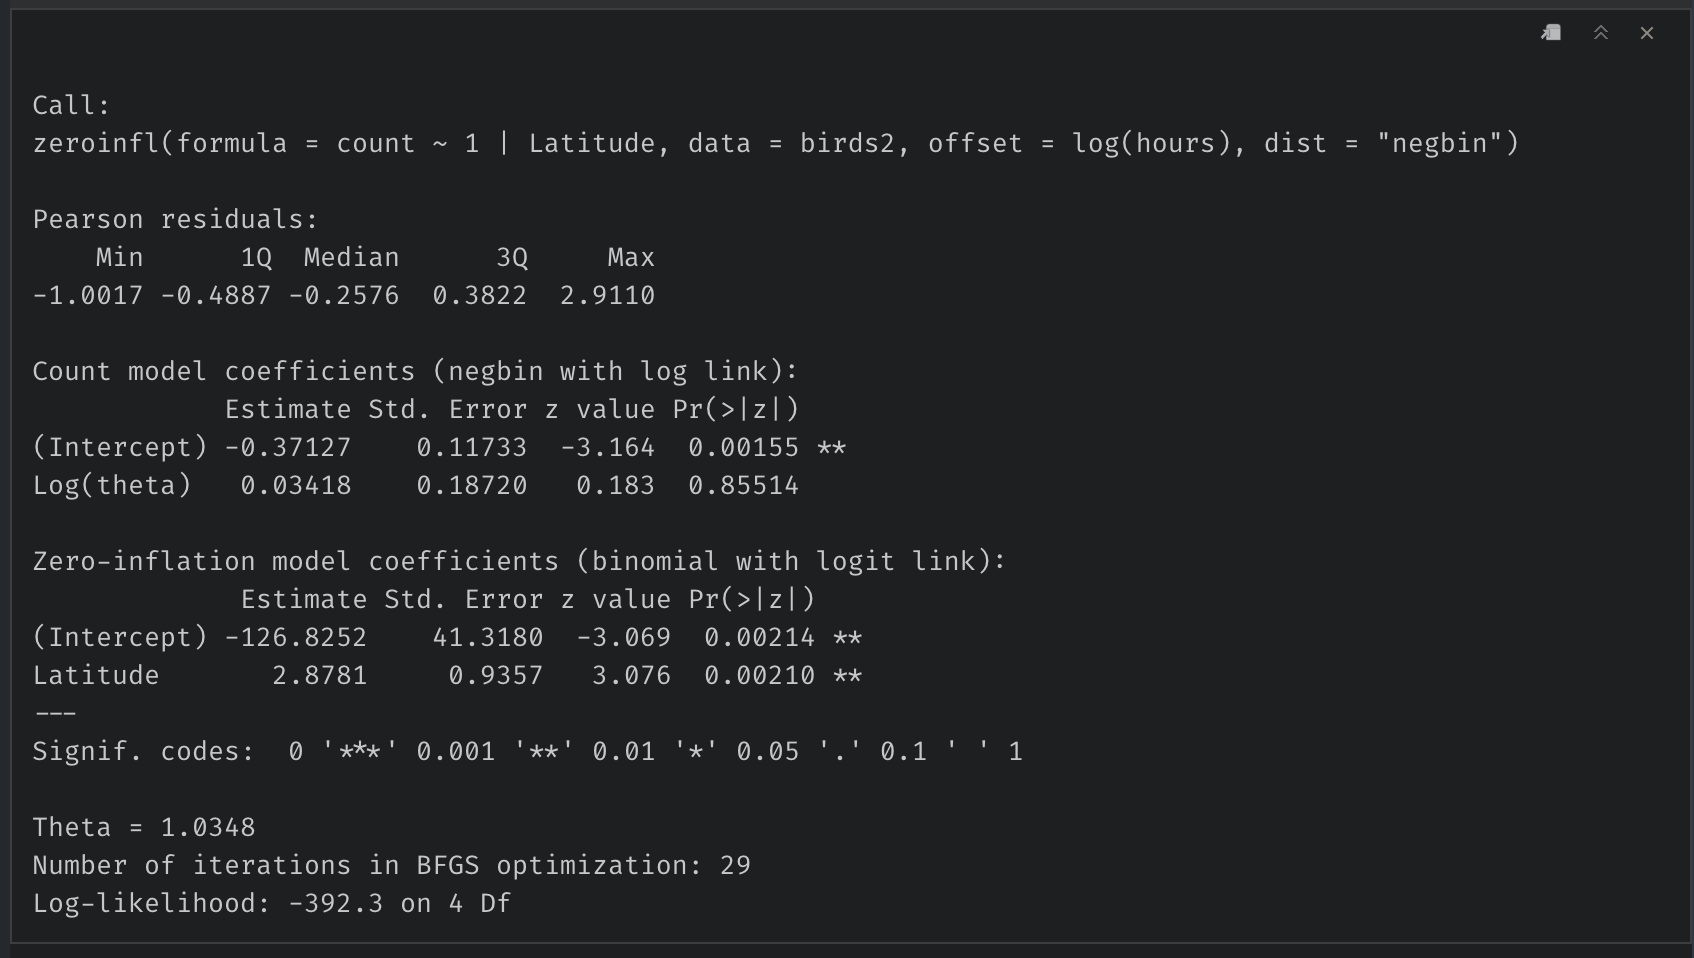 Call:
zeroinfl(formula = count ~ 1 | Latitude, data = birds2, offset = log(hours), dist = "negbin")
Pearson residuals:
Min 1Q Median 3Q Max
-1.0017 -0.4887 -0.2576 0.3822 2.9110
Count model coefficients (negbin with log link):
Estimate Std. Error z value Pr(>|z|)
(Intercept) -0.37127 0.11733 -3.164 0.00155 **
Log(theta) 0.03418 0.18720 0.183 0.85514
Zero-inflation model coefficients (binomial with logit link):
Estimate Std. Error z value Pr(>|z|)
(Intercept) -126.8252 41.3180 -3.069 0.00214 **
Latitude 2.8781 0.9357 3.076 0.00210 **
---
Signif. codes: 0 '***' 0.001 '**' 0.01 '*' 0.05 '.' 0.1 ' ' 1
Theta = 1.0348
Number of iterations in BFGS optimization: 29
Log-likelihood: -392.3 on 4 Df